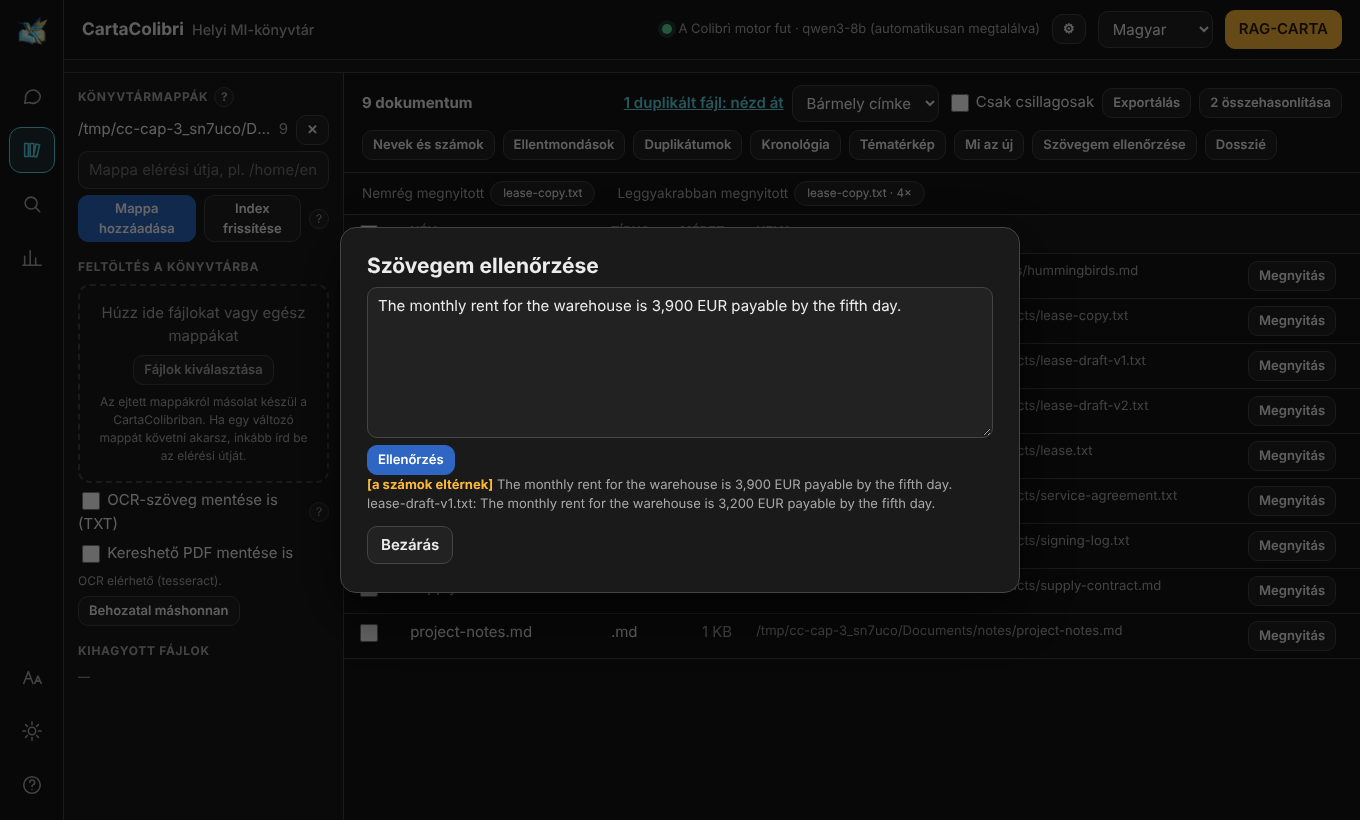 CartaColibri Helyi MI-könyvtár
A Colibrì motor fut · qwen3-8b (automatikusan megtalálva)
Magyar
RAG-CARTA
KÖNYVTÁRMAPPÁK ?
/tmp/cc-cap-3_sn7uco/D... 9 ×
Mappa elérési útja, pl. /home/en
Mappa
hozzáadása
Index
frissítése
?
FELTÖLTÉS A KÖNYVTÁRBA
Húzz ide fájlokat vagy egész
mappákat
Fájlok kiválasztása
Az ejtett mappákról másolat készül a
CartaColibriban. Ha egy változó
mappát követni akarsz, inkább írd be
az elérési útját.
OCR-szöveg mentése is
(TXT)
?
Kereshető PDF mentése is
OCR elérhető (tesseract).
Behozatal máshonnan
KIHAGYOTT FÁJLOK
—
9 dokumentum
1 duplikált fájl: nézd át
Bármely címke
Csak csillagosak
Exportálás
2 összehasonlítása
Nevek és számok
Ellentmondások
Duplikátumok
Kronológia
Tématérkép
Mi az új
Szövegem ellenőrzése
Dosszié
Nemrég megnyitott lease-copy.txt
Leggyakrabban megnyitott lease-copy.txt · 4×
Szövegem ellenőrzése
The monthly rent for the warehouse is 3,900 EUR payable by the fifth day.
Ellenőrzés
[a számok eltérnek] The monthly rent for the warehouse is 3,900 EUR payable by the fifth day.
lease-draft-v1.txt: The monthly rent for the warehouse is 3,200 EUR payable by the fifth day.
Bezárás
s/hummingbirds.md Megnyitás
cts/lease-copy.txt Megnyitás
cts/lease-draft-v1.txt Megnyitás
cts/lease-draft-v2.txt Megnyitás
cts/lease.txt Megnyitás
cts/service-agreement.txt Megnyitás
cts/signing-log.txt Megnyitás
cts/supply-contract.md Megnyitás
project-notes.md .md 1 KB /tmp/cc-cap-3_sn7uco/Documents/notes/project-notes.md Megnyitás